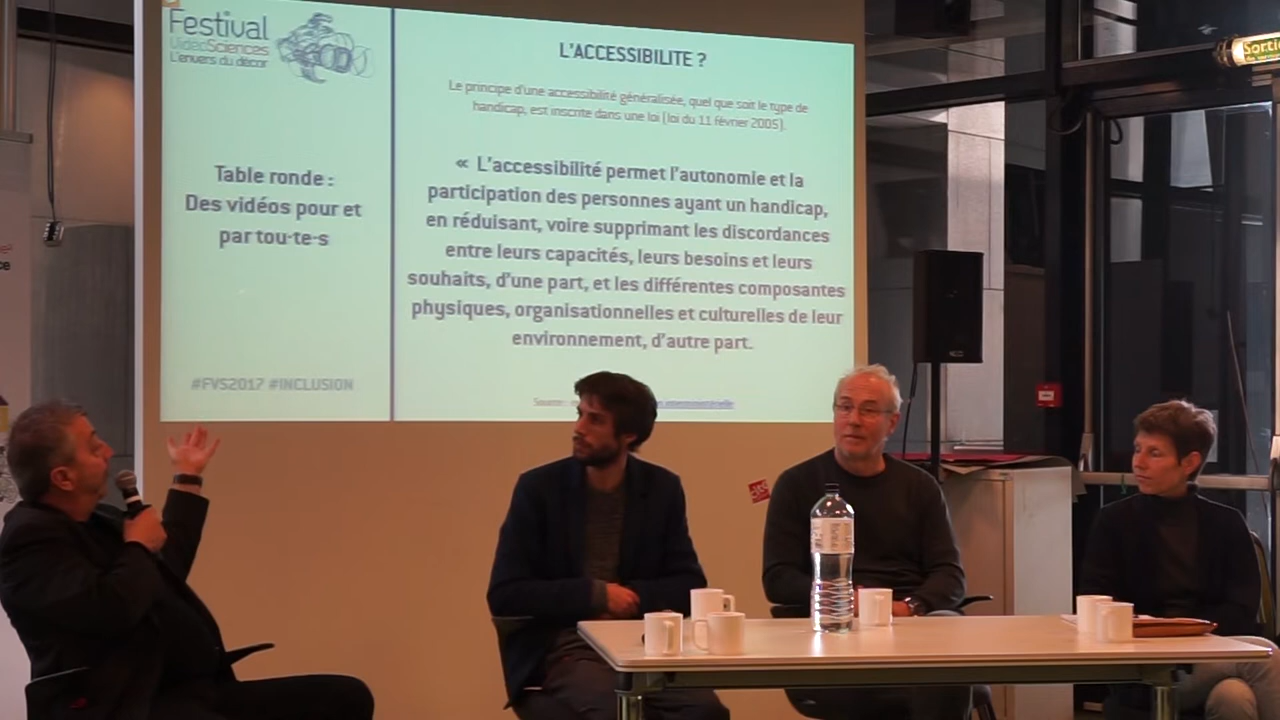 Festival
VidéoSciences
L'envers du décor
Table ronde :
Des vidéos pour et
par tou·te·s
#FVS2017 #INCLUSION
L'ACCESSIBILITE ?
Le principe d'une accessibilité généralisée, quel que soit le type de
handicap, est inscrite dans une loi (loi du 11 février 2005).
« L'accessibilité permet l'autonomie et la
participation des personnes ayant un handicap,
en réduisant, voire supprimant les discordances
entre leurs capacités, leurs besoins et leurs
souhaits, d'une part, et les différentes composantes
physiques, organisationnelles et culturelles de leur
environnement, d'autre part.
Source :
Sortie